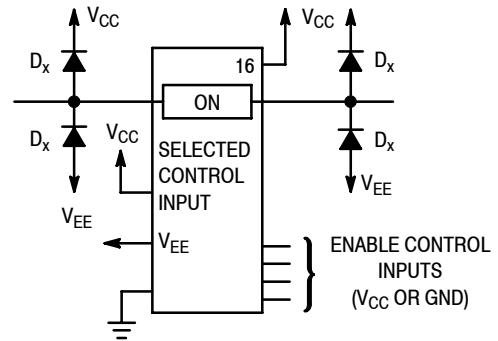 VCC
VCC
16
Dx
Dx
ON
Dx
Dx
VCC
SELECTED
CONTROL
INPUT
VEE
VEE
VEE
ENABLE CONTROL
INPUTS
(VCC OR GND)